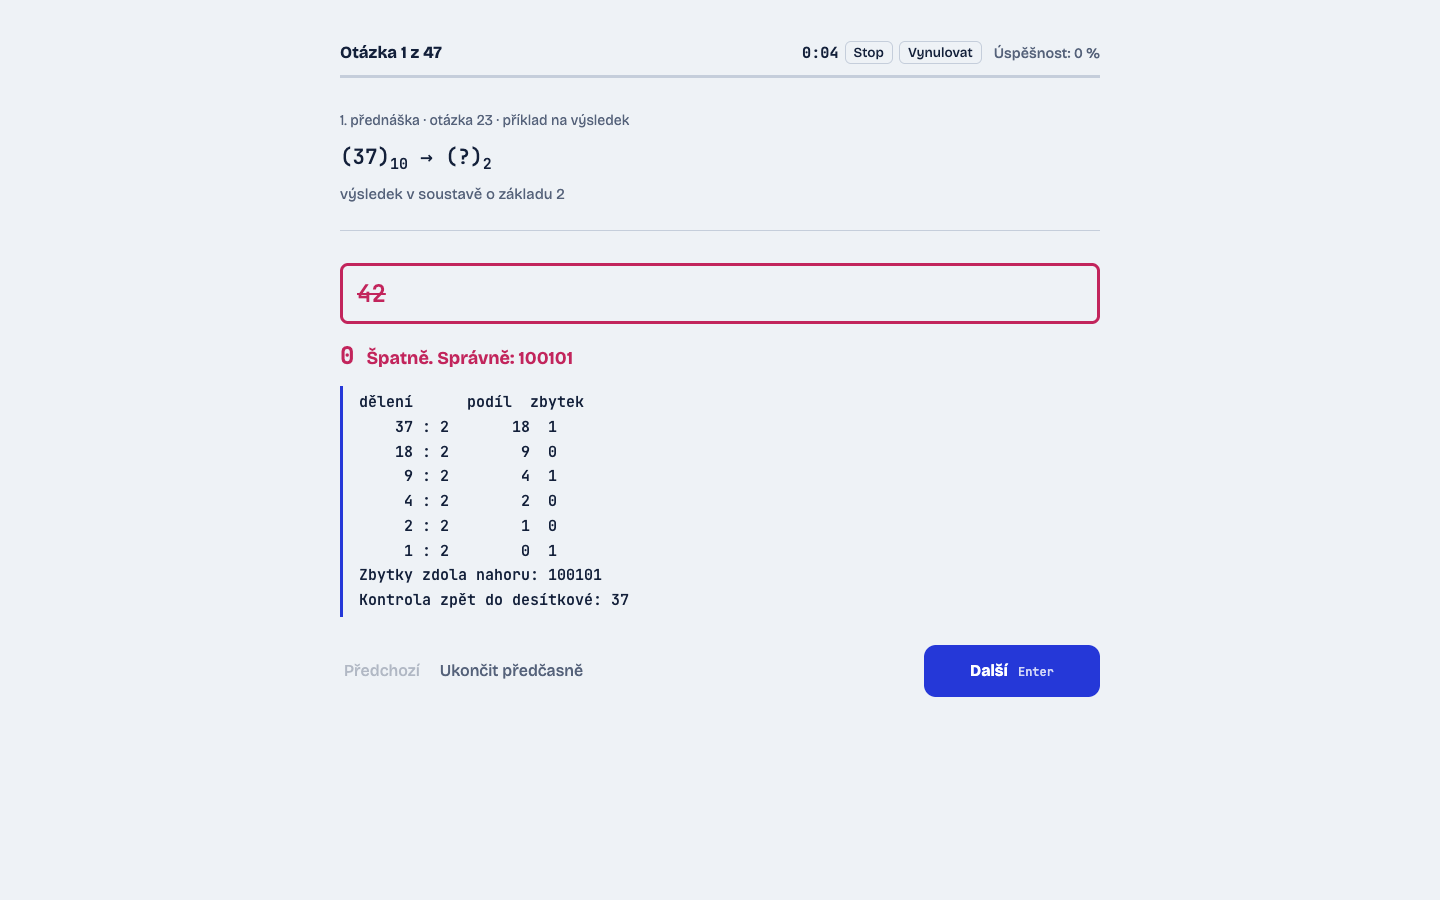 Otázka 1 z 47
0:04 Stop Vynulovat Úspěšnost: 0 %
1. přednáška · otázka 23 · příklad na výsledek
(37)10 → (?)2
výsledek v soustavě o základu 2
42
0 Špatně. Správně: 100101
dělení podíl zbytek
37 : 2 18 1
18 : 2 9 0
9 : 2 4 1
4 : 2 2 0
2 : 2 1 0
1 : 2 0 1
Zbytky zdola nahoru: 100101
Kontrola zpět do desítkové: 37
Předchozí Ukončit předčasně Další Enter